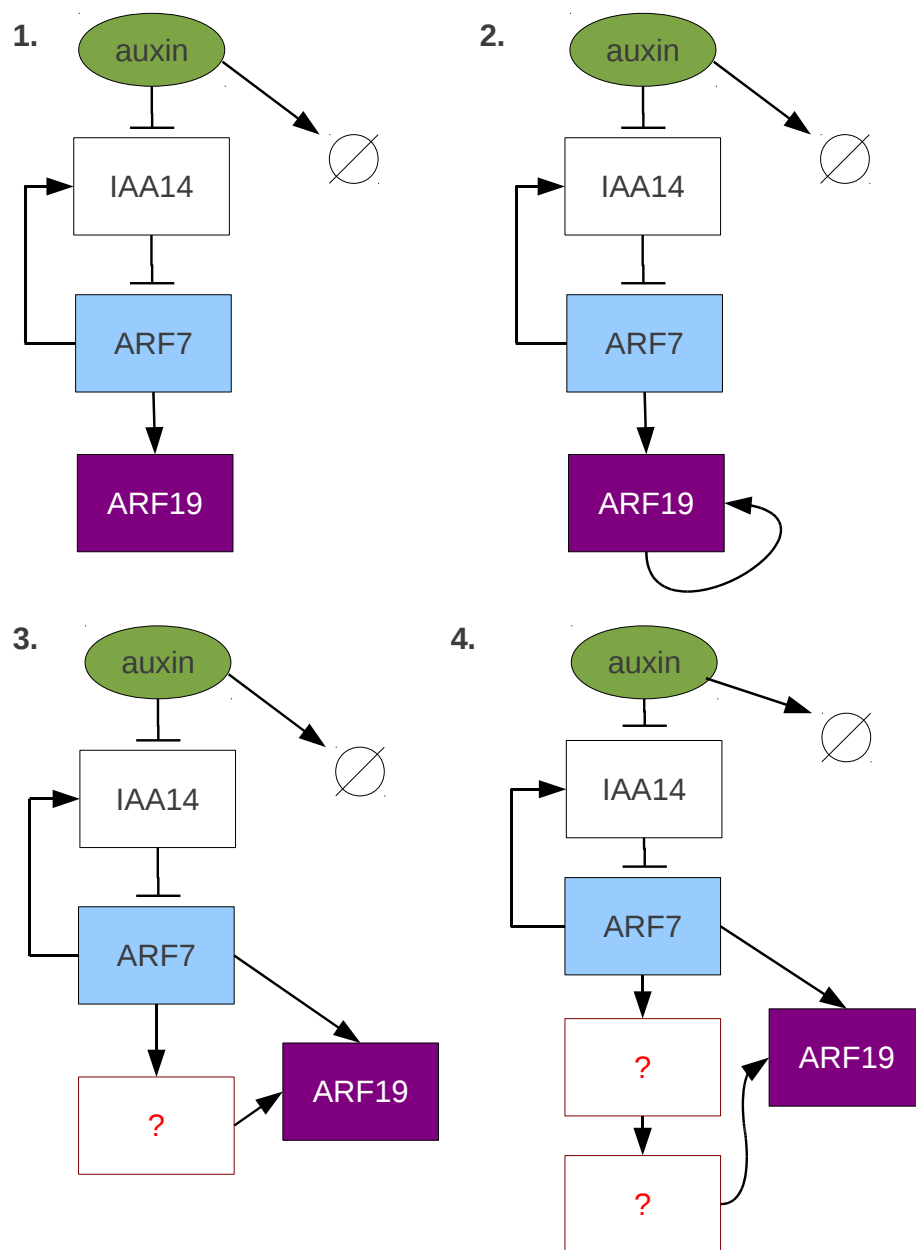 1.
auxin
IAA14
ARF7
ARF19
2.
auxin
IAA14
ARF7
ARF19
3.
auxin
IAA14
ARF7
ARF19
?
4.
auxin
IAA14
ARF7
?
ARF19
?